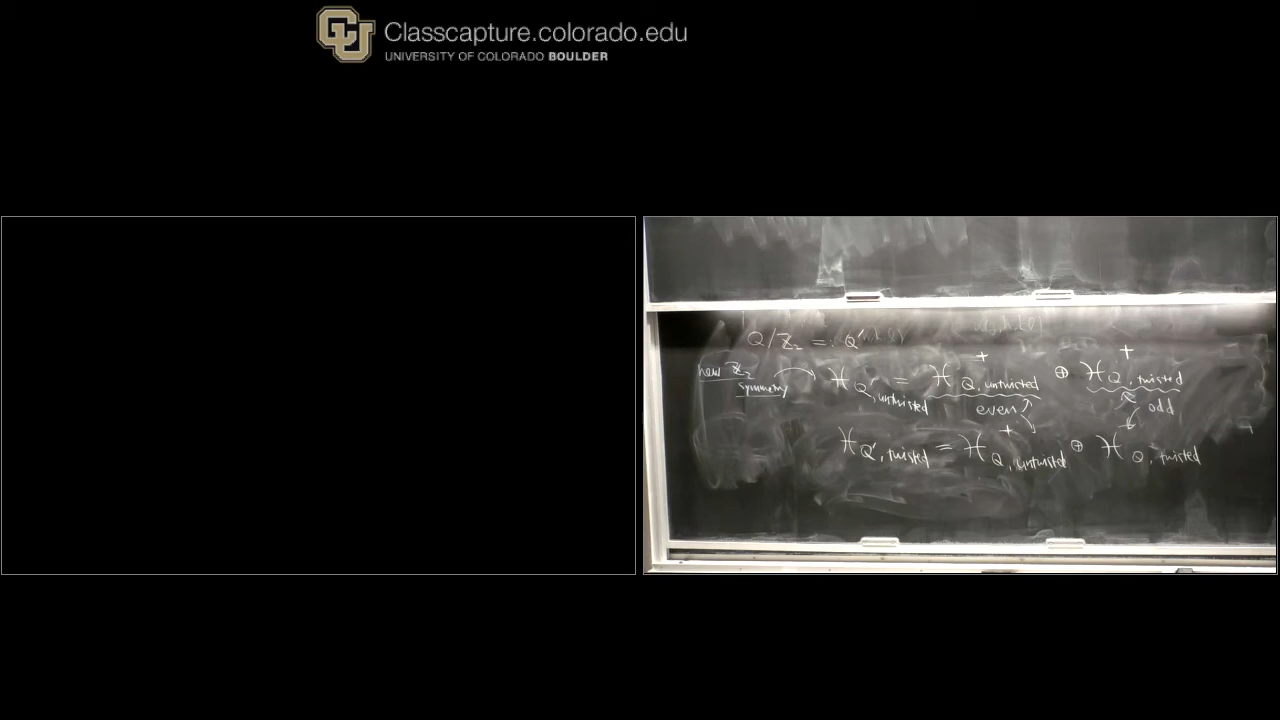 Classcapture.colorado.edu
UNIVERSITY OF COLORADO BOULDER
Q/ℤ₂ =: Q'
new ℤ₂ symmetry
ℋ_{Q', untwisted} = ℋ⁺_{Q, untwisted} ⊕ ℋ⁺_{Q, twisted}
even odd
ℋ_{Q', twisted} = ℋ⁺_{Q, untwisted} ⊕ ℋ⁻_{Q, twisted}